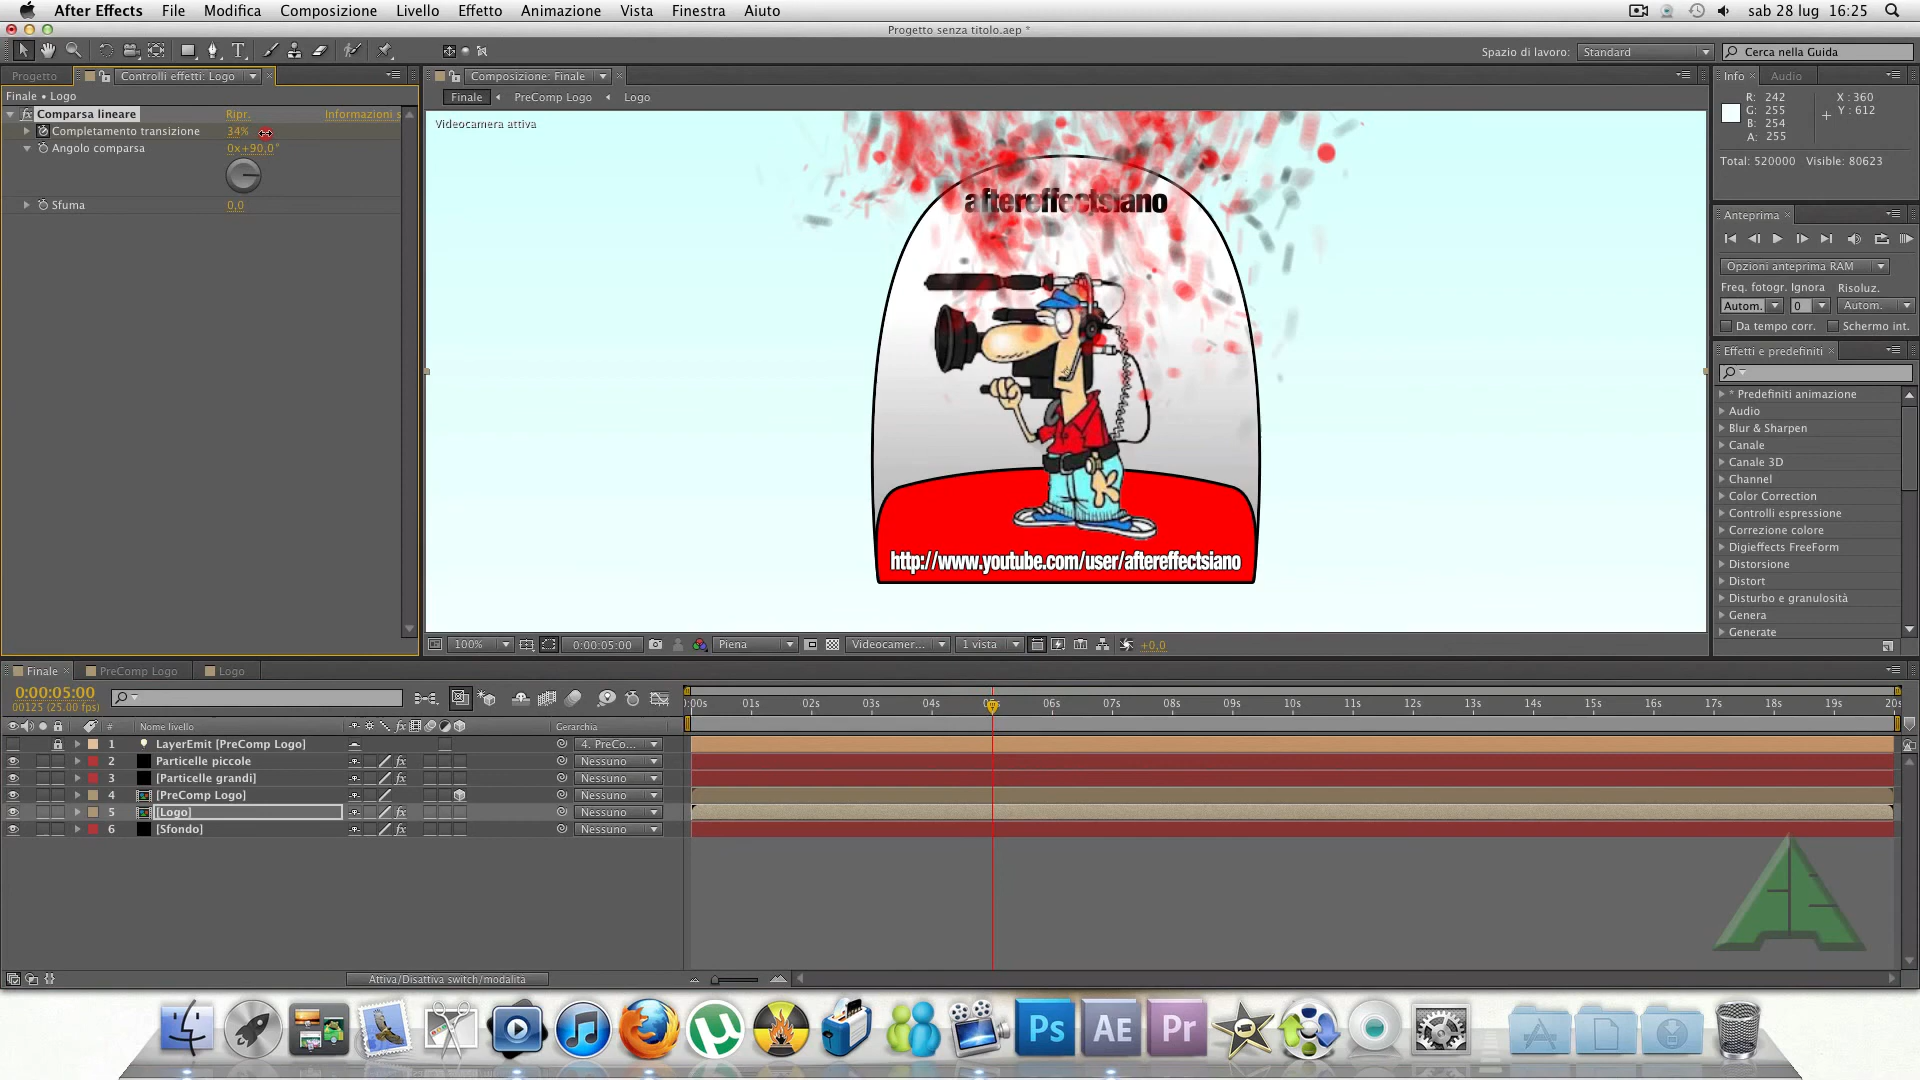 After Effects File Modifica Composizione Livello Effetto Animazione Vista Finestra Aiuto sab 28 lug 16:25
Progetto senza titolo.aep *
T Spazio di lavoro: Standard Cerca nella Guida
Progetto Controlli effetti: Logo Composizione: Finale Info Audio
Finale • Logo
Finale PreComp Logo Logo
fx Comparsa lineare Ripr. Informazioni s
Completamento transizione 34%
Angolo comparsa 0x+90,0°
Sfuma 0,0
Videocamera attiva
aftereffectsiano
http://www.youtube.com/user/aftereffectsiano
R: 242 X : 360
G: 255 Y : 612
B: 254
A: 255
Total: 520000 Visible: 80623
Anteprima
Opzioni anteprima RAM
Freq. fotogr. Ignora Risoluz.
Autom. 0 Autom.
Da tempo corr. Schermo int.
Effetti e predefiniti
* Predefiniti animazione
Audio
Blur & Sharpen
Canale
Canale 3D
Channel
Color Correction
Controlli espressione
Correzione colore
Digieffects FreeForm
Distorsione
Distort
Disturbo e granulosità
Genera
Generate
100% 0:00:05:00 Piena Videocamer... 1 vista +0,0
Finale PreComp Logo Logo
0:00:05:00
00125 (25.00 fps)
:00s 01s 02s 03s 04s 06s 07s 08s 09s 10s 11s 12s 13s 14s 15s 16s 17s 18s 19s 20s
# Nome livello fx Gerarchia
1 LayerEmit [PreComp Logo] 4. PreCo...
2 Particelle piccole fx Nessuno
3 [Particelle grandi] fx Nessuno
4 [PreComp Logo] Nessuno
5 [Logo] fx Nessuno
6 [Sfondo] fx Nessuno
Attiva/Disattiva switch/modalità
Ps AE Pr